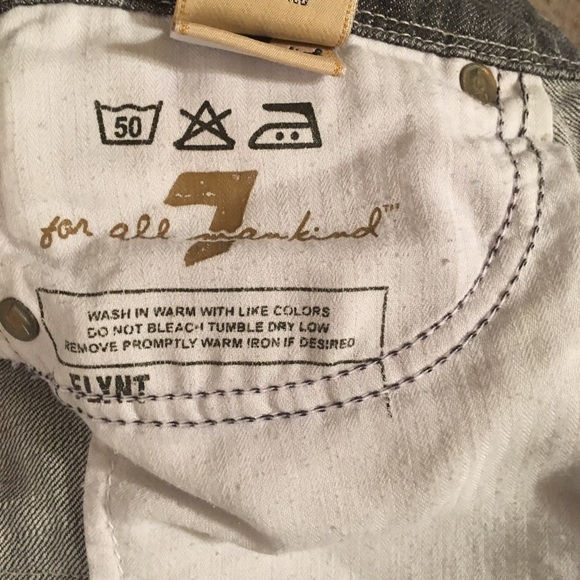 50
7
for all mankind™
WASH IN WARM WITH LIKE COLORS
DO NOT BLEACH TUMBLE DRY LOW
REMOVE PROMPTLY WARM IRON IF DESIRED
FLYNT